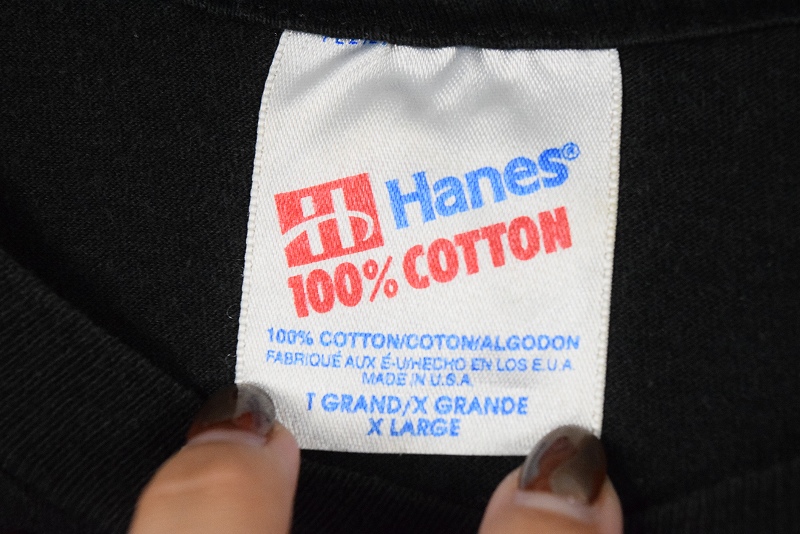 Hanes®
100% COTTON
100% COTTON/COTON/ALGODON
FABRIQUÉ AUX É-U/HECHO EN LOS E.U.A.
MADE IN U.S.A.
T GRAND/X GRANDE
X LARGE